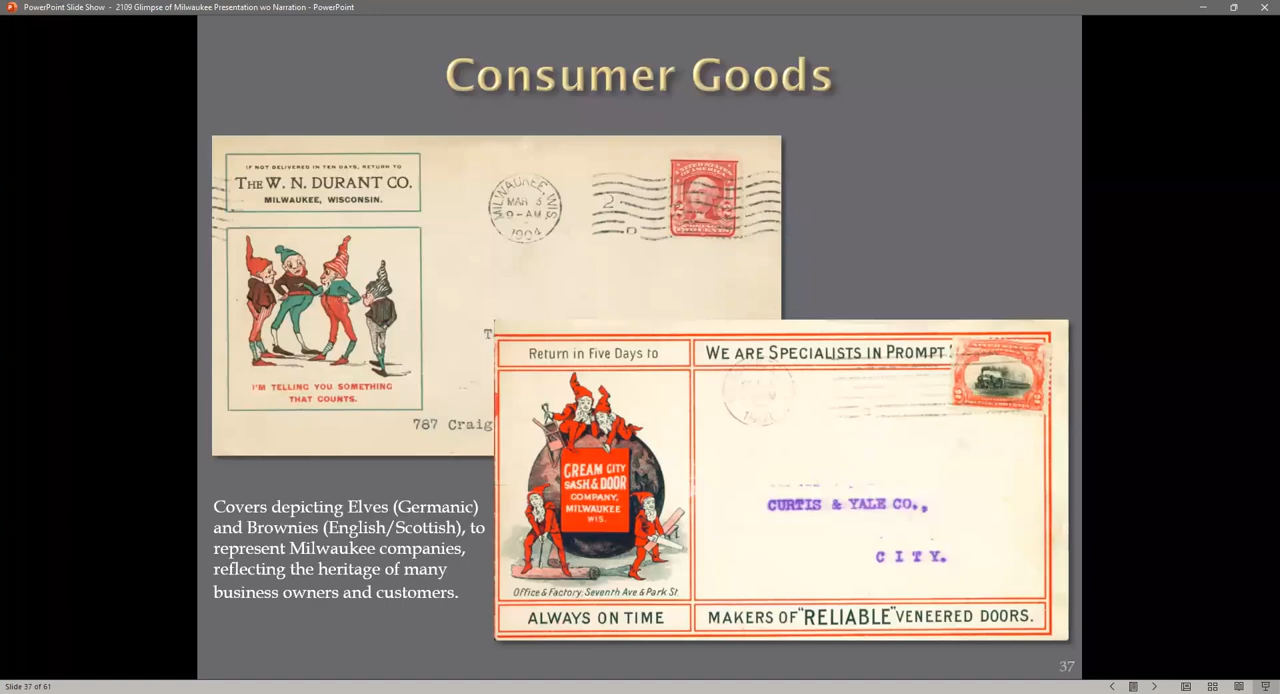 PowerPoint Slide Show - 2109 Glimpse of Milwaukee Presentation wo Narration - PowerPoint
Consumer Goods
IF NOT DELIVERED IN TEN DAYS, RETURN TO
THE W. N. DURANT CO.
MILWAUKEE, WISCONSIN.
MILWAUKEE, WIS.
MAR 3
9-AM
1904
2
D
UNITED STATES
OF AMERICA
I'M TELLING YOU SOMETHING
THAT COUNTS.
T
787 Craig
Return in Five Days to
WE ARE SPECIALISTS IN PROMPT
CREAM CITY
SASH & DOOR
COMPANY.
MILWAUKEE
WIS.
Office & Factory: Seventh Ave & Park St.
CURTIS & YALE CO.,
CITY.
ALWAYS ON TIME
MAKERS OF "RELIABLE" VENEERED DOORS.
Covers depicting Elves (Germanic)
and Brownies (English/Scottish), to
represent Milwaukee companies,
reflecting the heritage of many
business owners and customers.
37
Slide 37 of 61